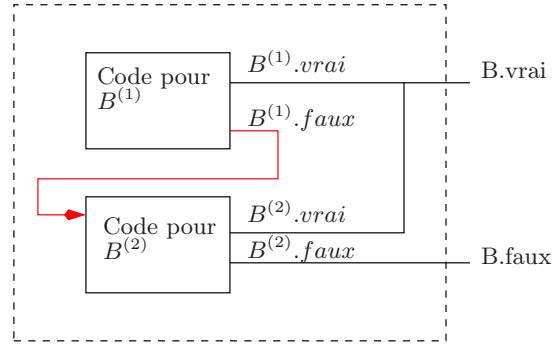 Code pour
B^(1)
B^(1).vrai
B.vrai
B^(1).faux
Code pour
B^(2)
B^(2).vrai
B^(2).faux
B.faux